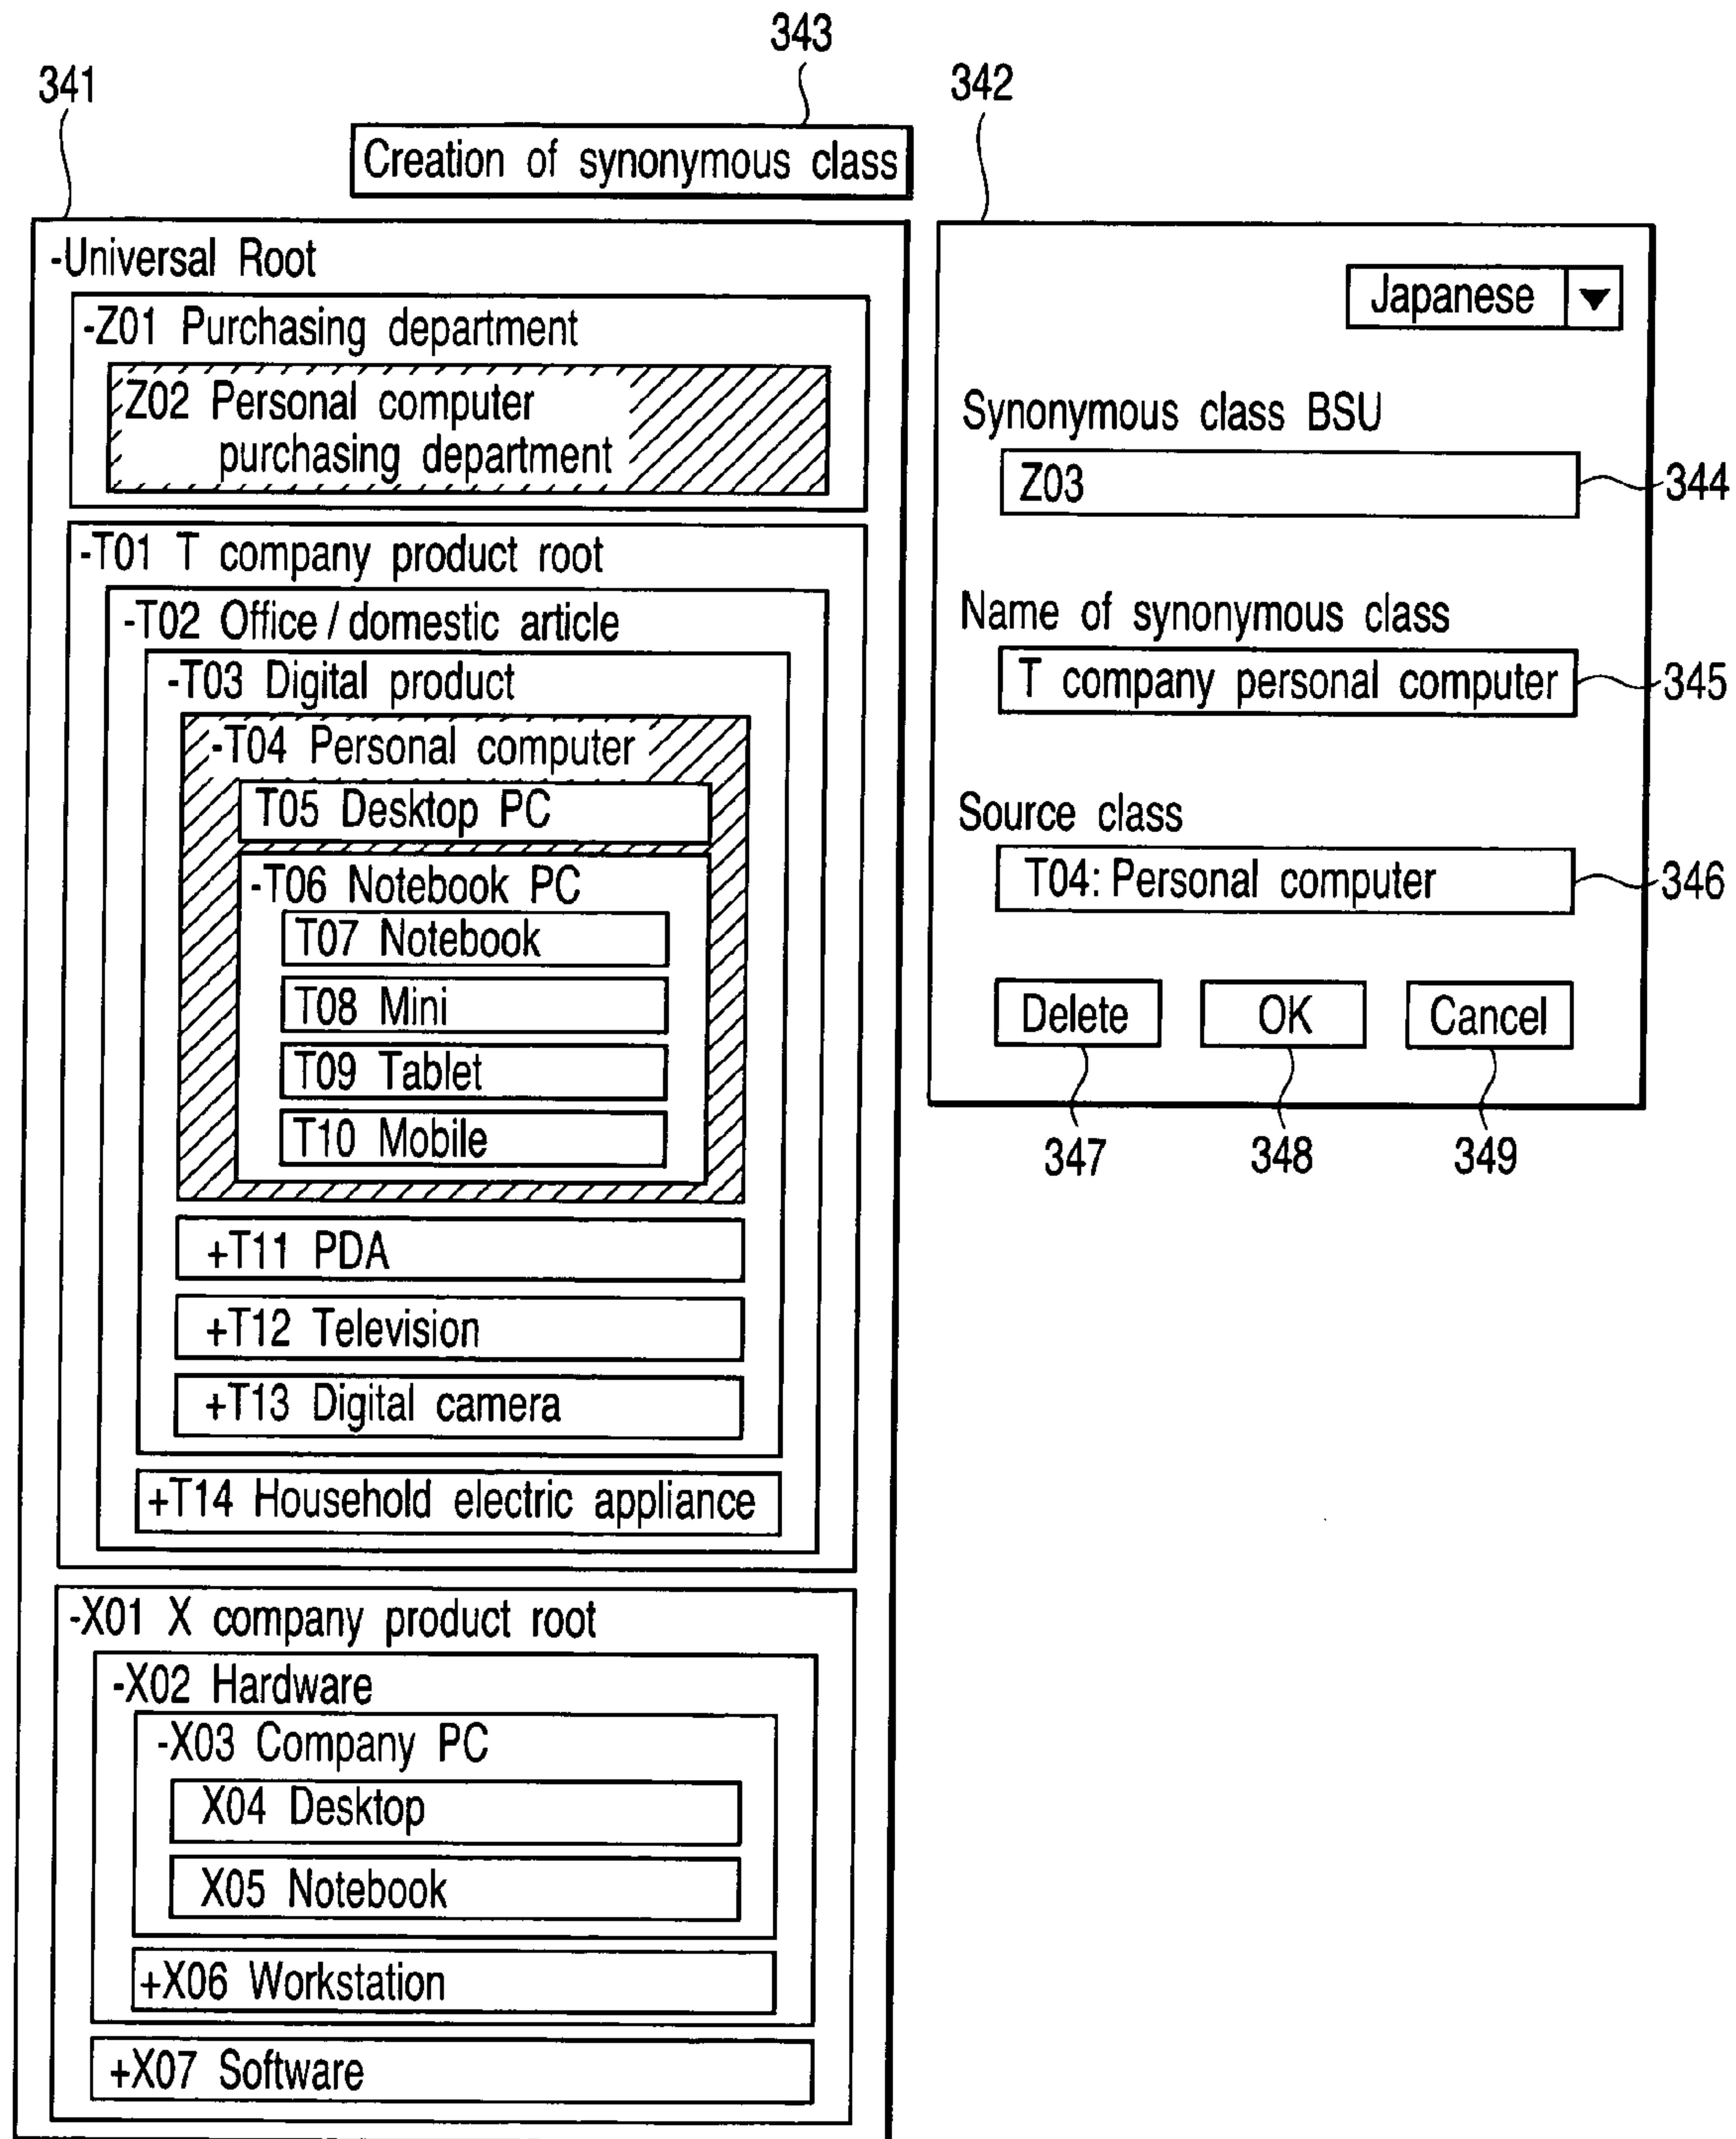 343
341
342
Creation of synonymous class
-Universal Root
-Z01 Purchasing department
Z02 Personal computer
purchasing department
-T01 T company product root
-T02 Office / domestic article
-T03 Digital product
-T04 Personal computer
T05 Desktop PC
-T06 Notebook PC
T07 Notebook
T08 Mini
T09 Tablet
T10 Mobile
+T11 PDA
+T12 Television
+T13 Digital camera
+T14 Household electric appliance
-X01 X company product root
-X02 Hardware
-X03 Company PC
X04 Desktop
X05 Notebook
+X06 Workstation
+X07 Software
Japanese ▼
Synonymous class BSU
Z03
344
Name of synonymous class
T company personal computer
345
Source class
T04: Personal computer
346
Delete OK Cancel
347 348 349